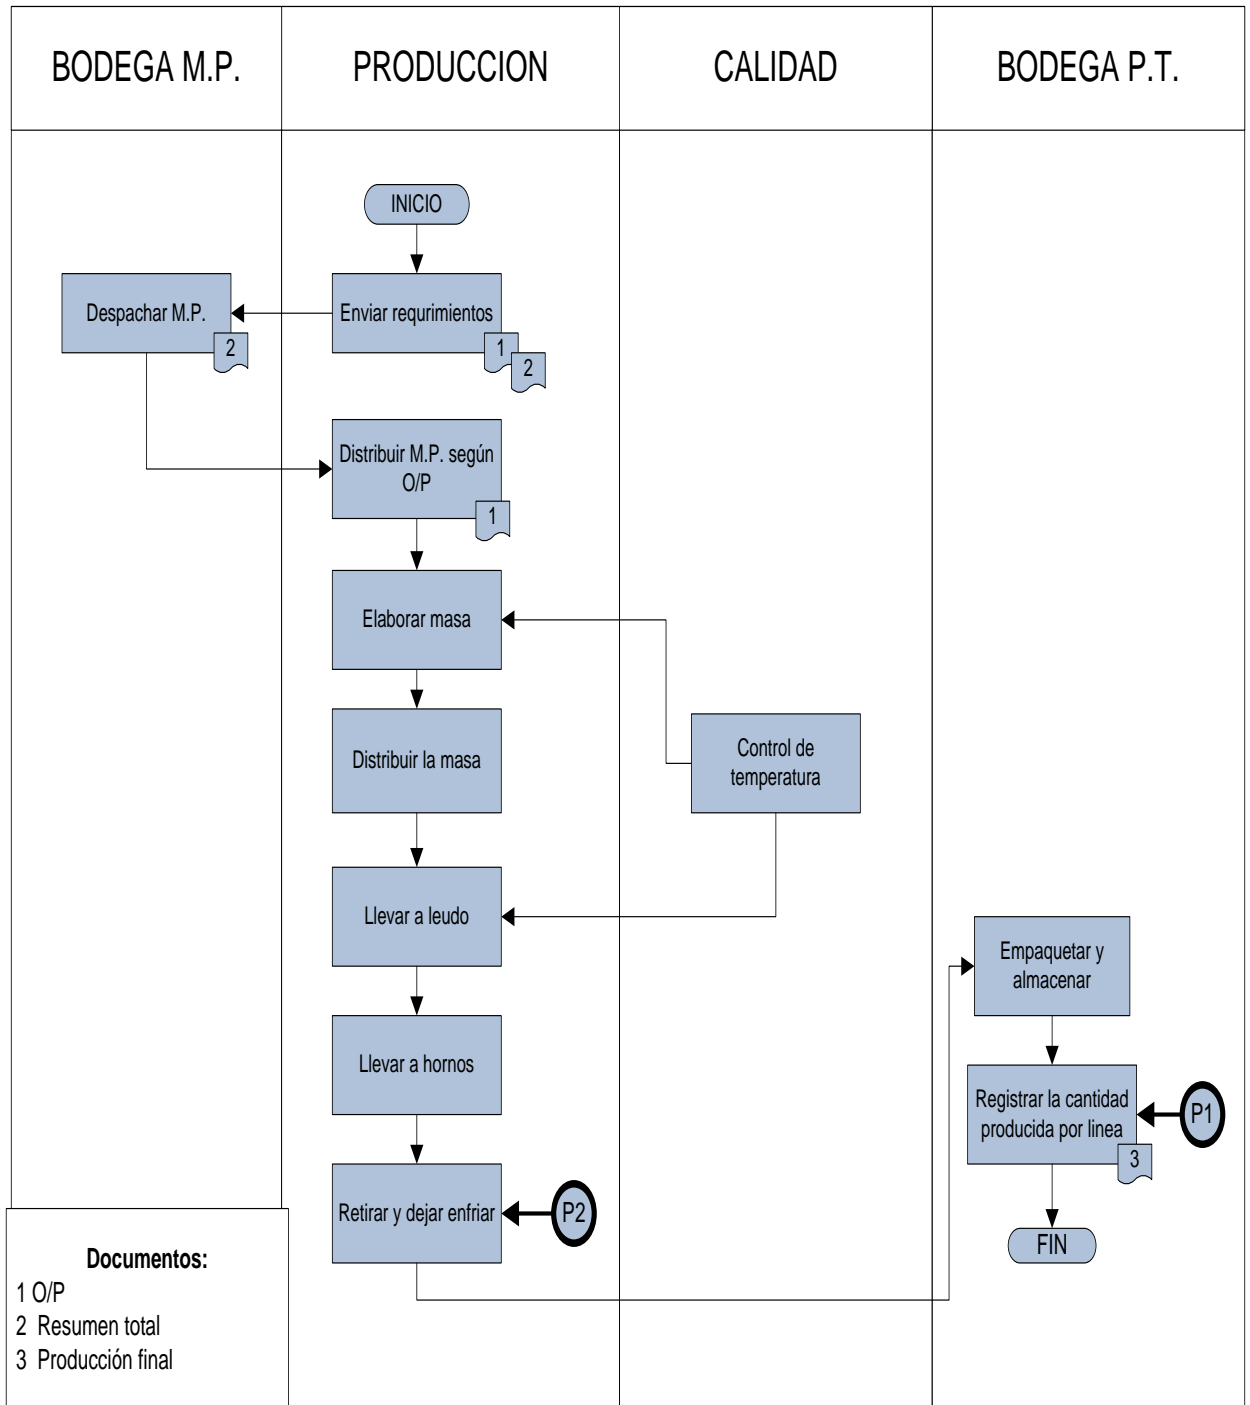 BODEGA M.P.
PRODUCCION
CALIDAD
BODEGA P.T.
INICIO
Despachar M.P.
2
Enviar requrimientos
1
2
Distribuir M.P. según
O/P
1
Elaborar masa
Distribuir la masa
Control de
temperatura
Llevar a leudo
Llevar a hornos
Retirar y dejar enfriar
P2
Empaquetar y
almacenar
Registrar la cantidad
producida por linea
3
P1
FIN
Documentos:
1 O/P
2 Resumen total
3 Producción final